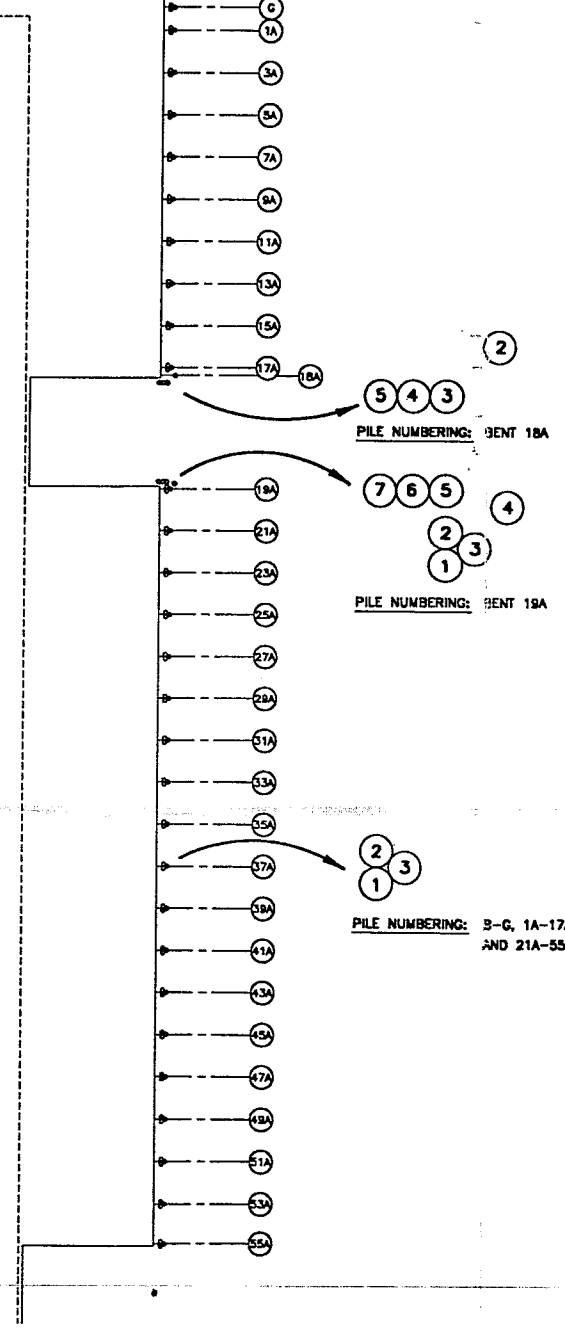 G
1A
3A
5A
7A
9A
11A
13A
15A
17A
18A
2
5 4 3
PILE NUMBERING: BENT 18A
19A
7 6 5
4
2
3
1
PILE NUMBERING: BENT 19A
21A
23A
25A
27A
29A
31A
33A
35A
37A
2
3
1
PILE NUMBERING: B-G, 1A-17
AND 21A-55
39A
41A
43A
45A
47A
49A
51A
53A
55A